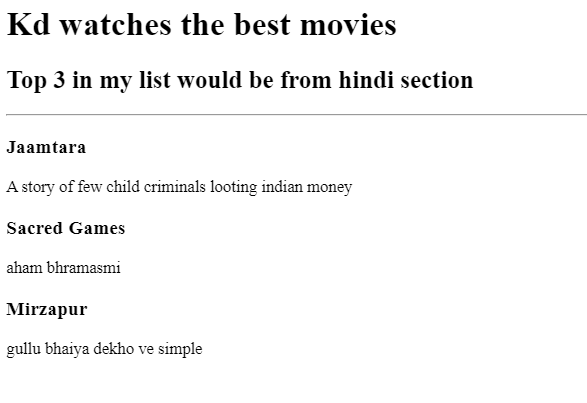 Kd watches the best movies
Top 3 in my list would be from hindi section
Jaamtara
A story of few child criminals looting indian money
Sacred Games
aham bhramasmi
Mirzapur
gullu bhaiya dekho ve simple